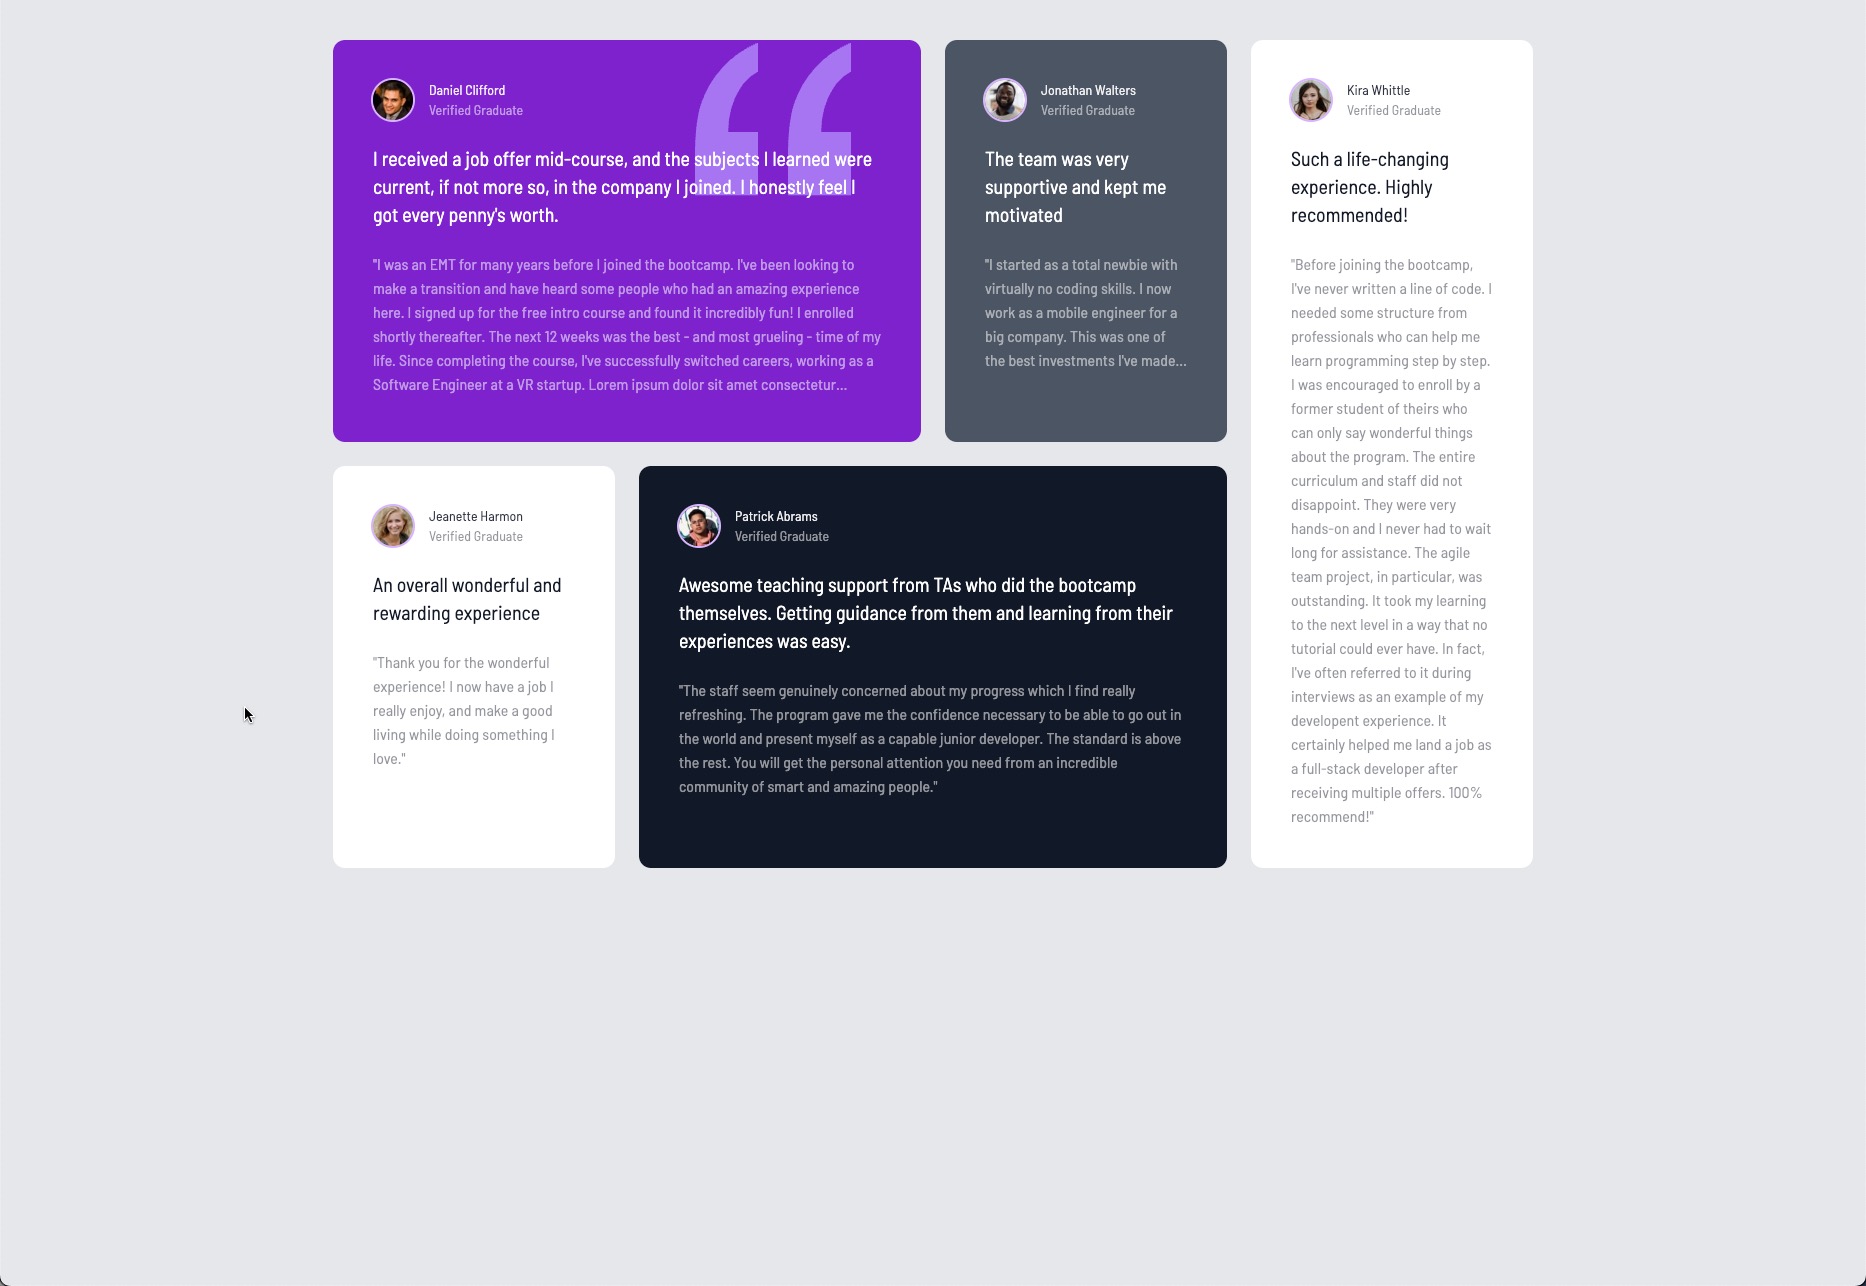 Daniel Clifford
Verified Graduate
I received a job offer mid-course, and the subjects I learned were
current, if not more so, in the company I joined. I honestly feel I
got every penny's worth.
"I was an EMT for many years before I joined the bootcamp. I've been looking to
make a transition and have heard some people who had an amazing experience
here. I signed up for the free intro course and found it incredibly fun! I enrolled
shortly thereafter. The next 12 weeks was the best - and most grueling - time of my
life. Since completing the course, I've successfully switched careers, working as a
Software Engineer at a VR startup. Lorem ipsum dolor sit amet consectetur...
Jonathan Walters
Verified Graduate
The team was very
supportive and kept me
motivated
"I started as a total newbie with
virtually no coding skills. I now
work as a mobile engineer for a
big company. This was one of
the best investments I've made...
Kira Whittle
Verified Graduate
Such a life-changing
experience. Highly
recommended!
"Before joining the bootcamp,
I've never written a line of code. I
needed some structure from
professionals who can help me
learn programming step by step.
I was encouraged to enroll by a
former student of theirs who
can only say wonderful things
about the program. The entire
curriculum and staff did not
disappoint. They were very
hands-on and I never had to wait
long for assistance. The agile
team project, in particular, was
outstanding. It took my learning
to the next level in a way that no
tutorial could ever have. In fact,
I've often referred to it during
interviews as an example of my
developent experience. It
certainly helped me land a job as
a full-stack developer after
receiving multiple offers. 100%
recommend!"
Jeanette Harmon
Verified Graduate
An overall wonderful and
rewarding experience
"Thank you for the wonderful
experience! I now have a job I
really enjoy, and make a good
living while doing something I
love."
Patrick Abrams
Verified Graduate
Awesome teaching support from TAs who did the bootcamp
themselves. Getting guidance from them and learning from their
experiences was easy.
"The staff seem genuinely concerned about my progress which I find really
refreshing. The program gave me the confidence necessary to be able to go out in
the world and present myself as a capable junior developer. The standard is above
the rest. You will get the personal attention you need from an incredible
community of smart and amazing people."